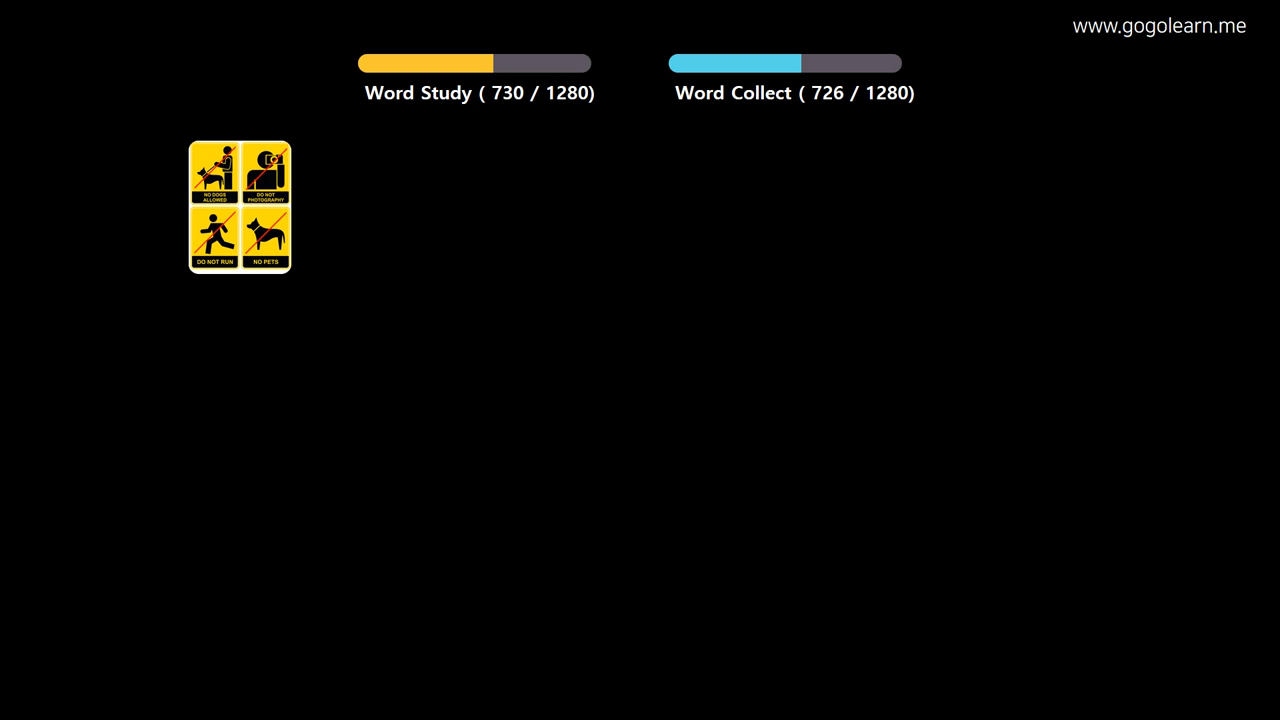 www.gogolearn.me
Word Study ( 730 / 1280)
Word Collect ( 726 / 1280)
NO DOGS
ALLOWED
DO NOT
PHOTOGRAPHY
DO NOT RUN
NO PETS